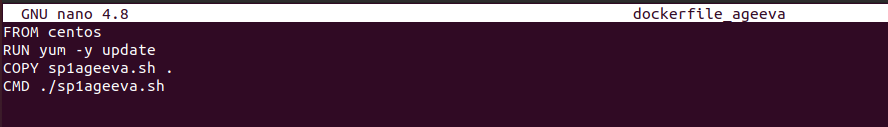 GNU nano 4.8 dockerfile_ageeva
FROM centos
RUN yum -y update
COPY sp1ageeva.sh .
CMD ./sp1ageeva.sh